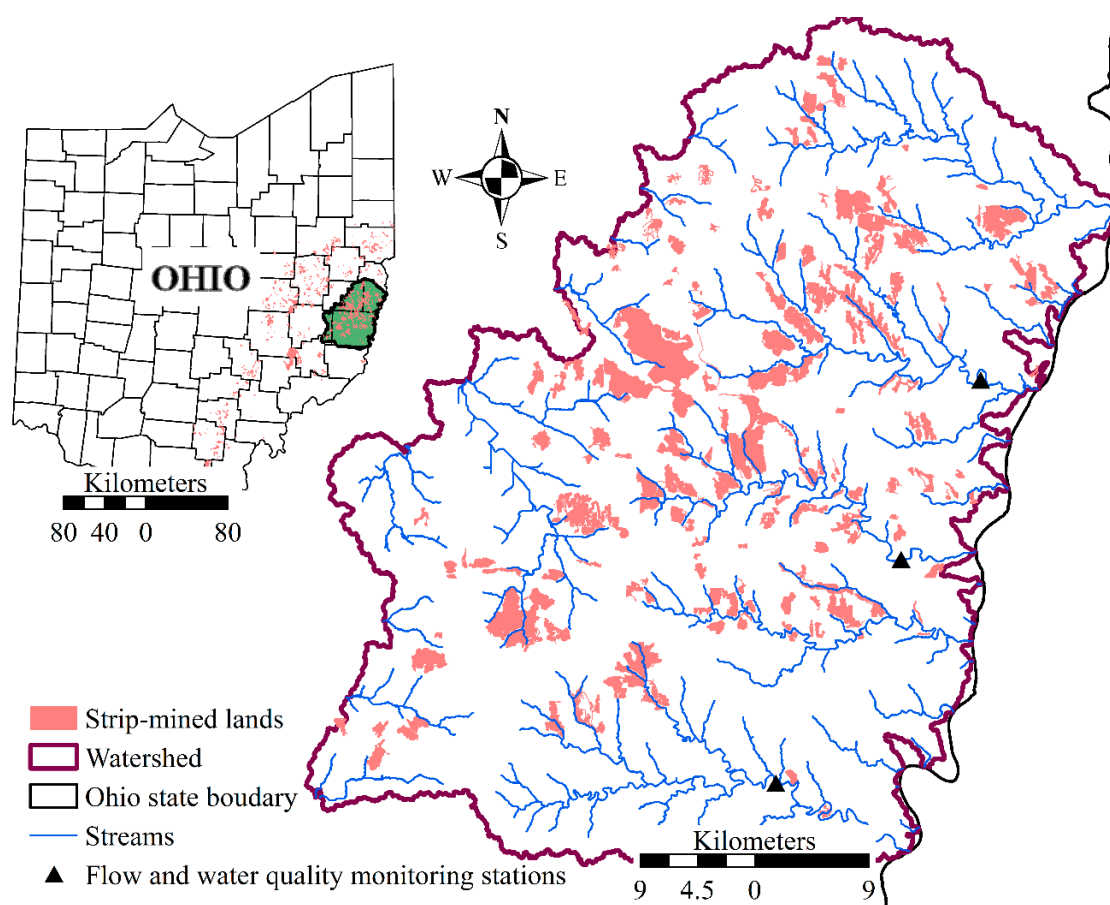 OHIO
Kilometers
80 40 0 80
N
W E
S
Strip-mined lands
Watershed
Ohio state boudary
Streams
Flow and water quality monitoring stations
Kilometers
9 4.5 0 9